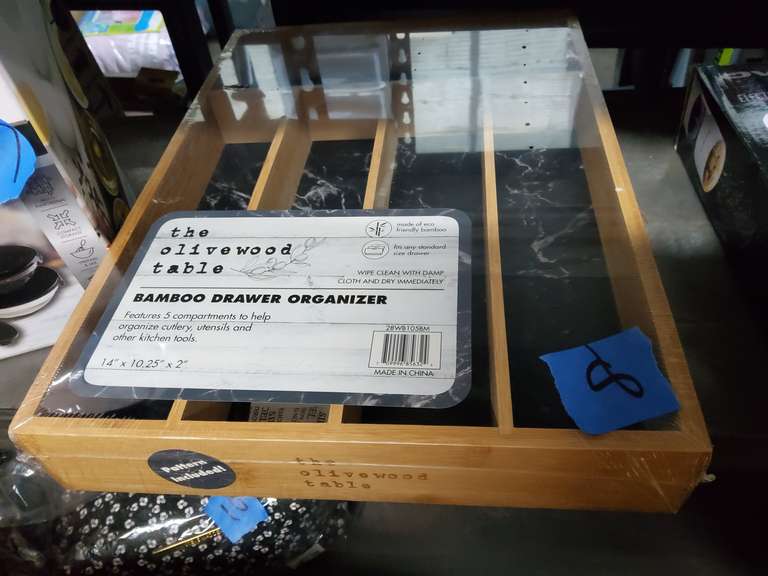 the
olivewood
table
made of eco
friendly bamboo
fits any standard
size drawer
WIPE CLEAN WITH DAMP
CLOTH AND DRY IMMEDIATELY
BAMBOO DRAWER ORGANIZER
Features 5 compartments to help
organize cutlery, utensils and
other kitchen tools.
14" x 10.25" x 2"
28WB1058M
MADE IN CHINA
8
Pattern
Included!
the
olivewood
table